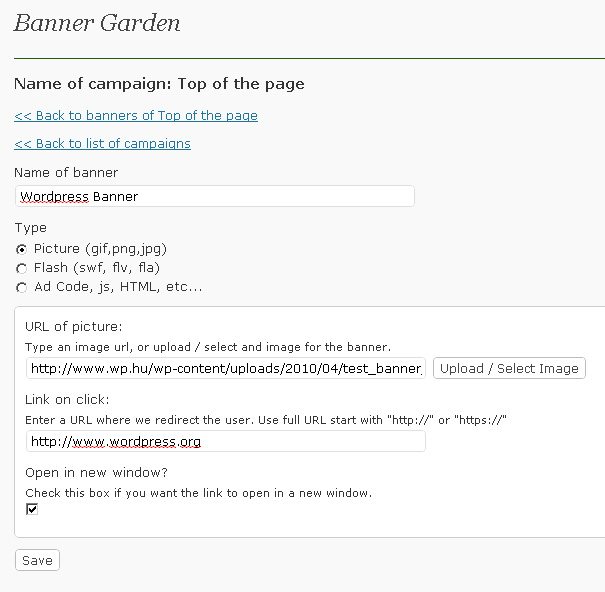 Banner Garden
Name of campaign: Top of the page
<< Back to banners of Top of the page
<< Back to list of campaigns
Name of banner
Wordpress Banner
Type
Picture (gif,png,jpg)
Flash (swf, flv, fla)
Ad Code, js, HTML, etc...
URL of picture:
Type an image url, or upload / select and image for the banner.
http://www.wp.hu/wp-content/uploads/2010/04/test_banner_ Upload / Select Image
Link on click:
Enter a URL where we redirect the user. Use full URL start with "http://" or "https://"
http://www.wordpress.org
Open in new window?
Check this box if you want the link to open in a new window.
Save